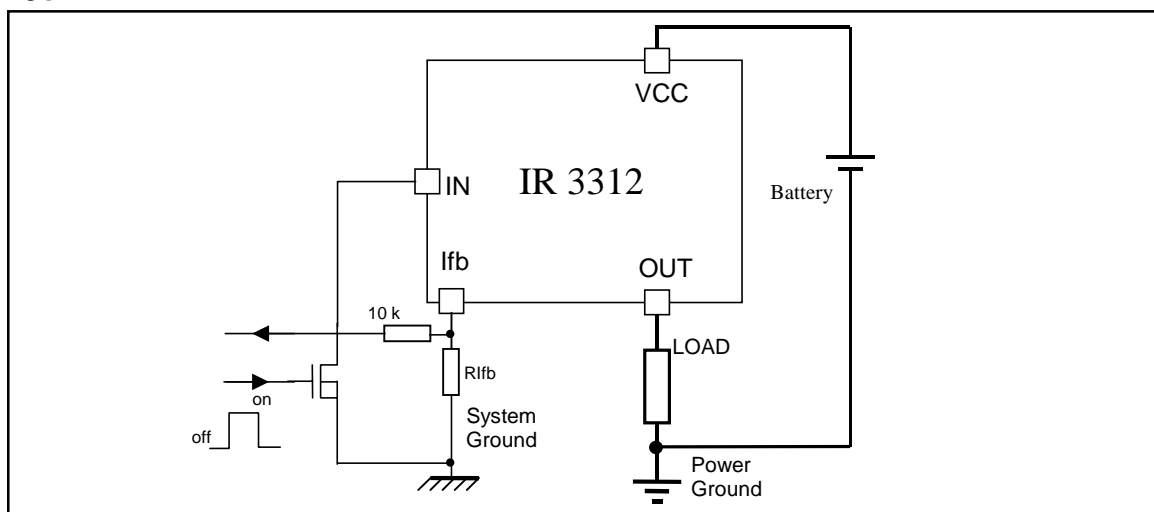 VCC
IN
IR 3312
Battery
Ifb
OUT
10 k
LOAD
RIfb
on
off
System
Ground
Power
Ground